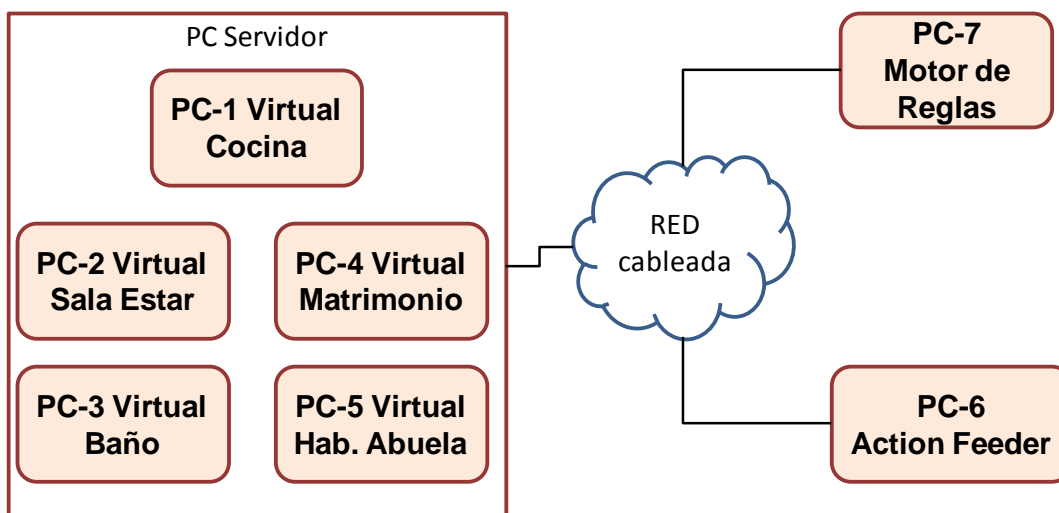 PC Servidor
PC-1 Virtual
Cocina
PC-2 Virtual
Sala Estar
PC-4 Virtual
Matrimonio
PC-3 Virtual
Baño
PC-5 Virtual
Hab. Abuela
RED
cableada
PC-7
Motor de
Reglas
PC-6
Action Feeder